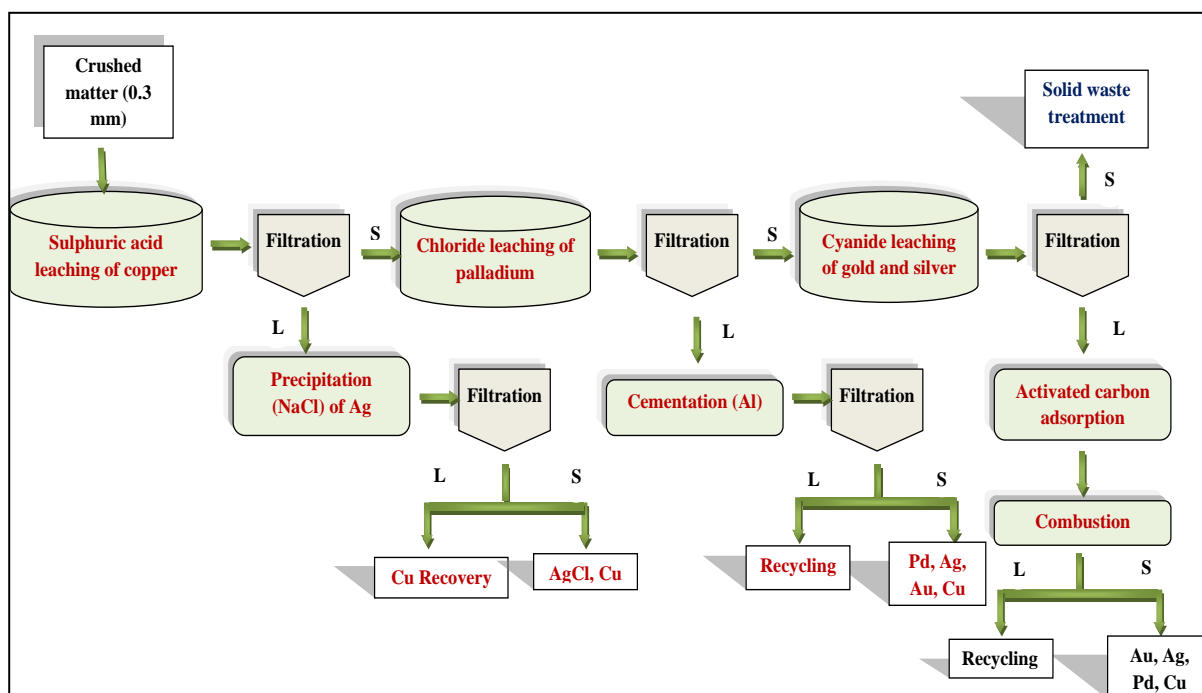 Crushed
matter (0.3
mm)
Solid waste
treatment
S
Sulphuric acid
leaching of copper
Filtration
S
Chloride leaching of
palladium
Filtration
S
Cyanide leaching
of gold and silver
Filtration
L
L
L
Precipitation
(NaCl) of Ag
Filtration
Cementation (Al)
Filtration
Activated carbon
adsorption
L
S
L
S
Combustion
Cu Recovery
AgCl, Cu
Recycling
Pd, Ag,
Au, Cu
L
S
Recycling
Au, Ag,
Pd, Cu